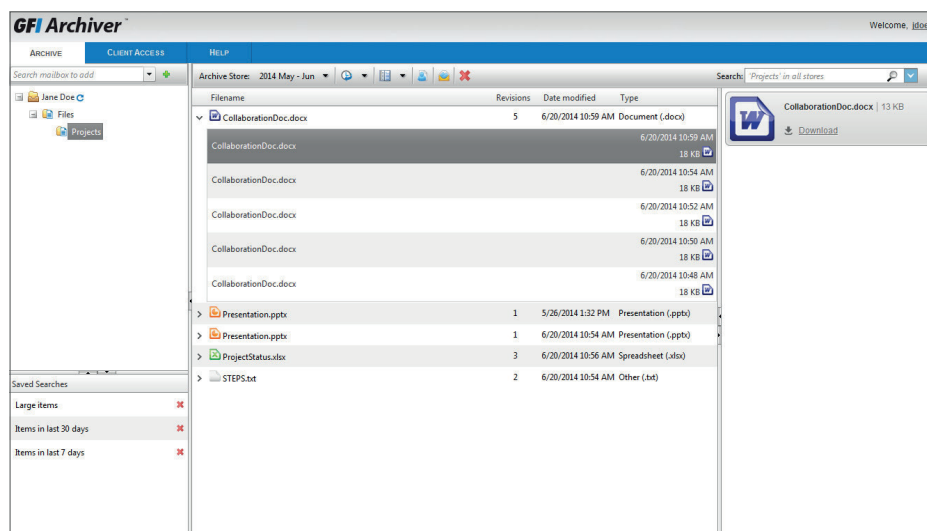 GFI Archiver™
Welcome, jdoe
ARCHIVE CLIENT ACCESS HELP
Search mailbox to add
Archive Store: 2014 May - Jun
Search: 'Projects' in all stores
Jane Doe
Files
Projects
Filename Revisions Date modified Type
CollaborationDoc.docx 5 6/20/2014 10:59 AM Document (.docx)
CollaborationDoc.docx 6/20/2014 10:59 AM
18 KB
CollaborationDoc.docx 6/20/2014 10:54 AM
18 KB
CollaborationDoc.docx 6/20/2014 10:52 AM
18 KB
CollaborationDoc.docx 6/20/2014 10:50 AM
18 KB
CollaborationDoc.docx 6/20/2014 10:48 AM
18 KB
Presentation.pptx 1 5/26/2014 1:32 PM Presentation (.pptx)
Presentation.pptx 1 6/20/2014 10:54 AM Presentation (.pptx)
ProjectStatus.xlsx 3 6/20/2014 10:56 AM Spreadsheet (.xlsx)
STEPS.txt 2 6/20/2014 10:54 AM Other (.txt)
CollaborationDoc.docx | 13 KB
Download
Saved Searches
Large items
Items in last 30 days
Items in last 7 days